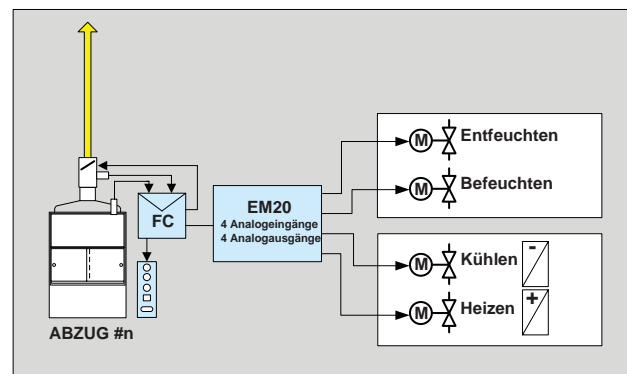 FC
ABZUG #n
EM20
4 Analogeingänge
4 Analogausgänge
M
Entfeuchten
M
Befeuchten
M
Kühlen
-
M
Heizen
+